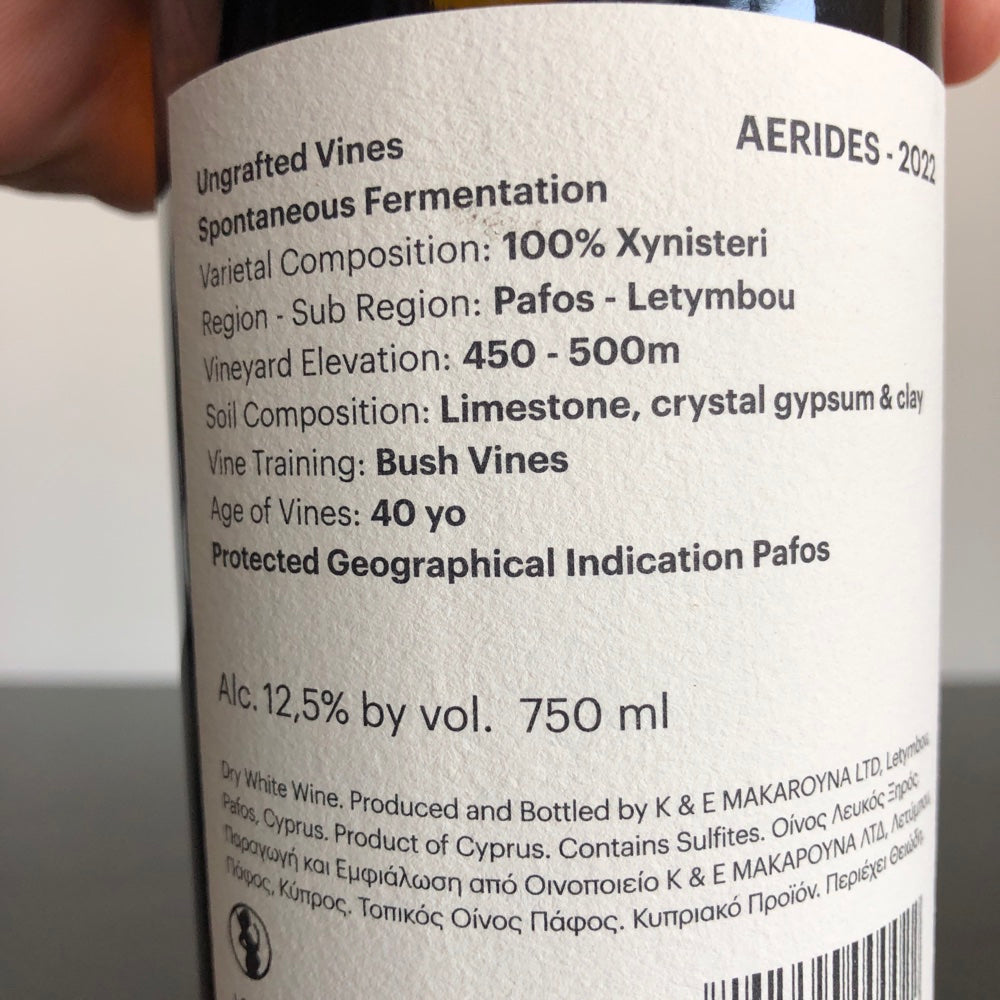 AERIDES - 2022
Ungrafted Vines
Spontaneous Fermentation
Varietal Composition: 100% Xynisteri
Region - Sub Region: Pafos - Letymbou
Vineyard Elevation: 450 - 500m
Soil Composition: Limestone, crystal gypsum & clay
Vine Training: Bush Vines
Age of Vines: 40 yo
Protected Geographical Indication Pafos
Alc. 12,5% by vol. 750 ml
Dry White Wine. Produced and Bottled by K & E MAKAROYNA LTD, Letymbou,
Pafos, Cyprus. Product of Cyprus. Contains Sulfites. Οίνος Λευκός Ξηρός.
Παραγωγή και Εμφιάλωση από Οινοποιείο Κ & Ε ΜΑΚΑΡΟΥΝΑ ΛΤΔ, Λετύμπου,
Πάφος, Κύπρος. Τοπικός Οίνος Πάφος. Κυπριακό Προϊόν. Περιέχει Θειώδη.